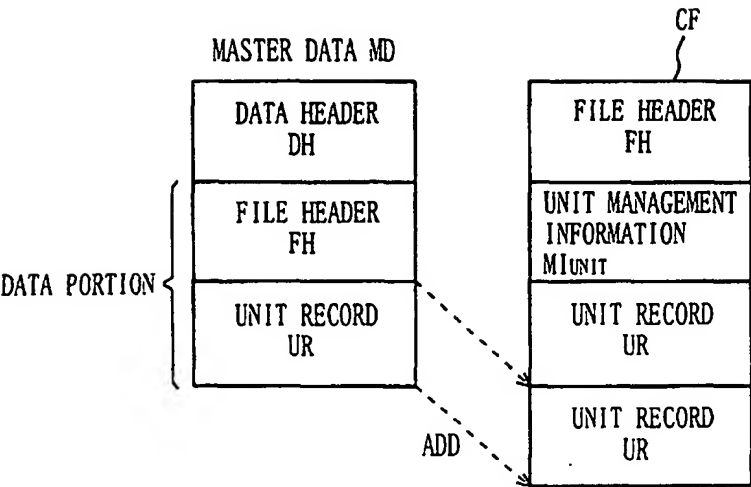 CF
MASTER DATA MD
DATA HEADER
DH
FILE HEADER
FH
UNIT RECORD
UR
DATA PORTION
FILE HEADER
FH
UNIT MANAGEMENT
INFORMATION
MIUNIT
UNIT RECORD
UR
UNIT RECORD
UR
ADD